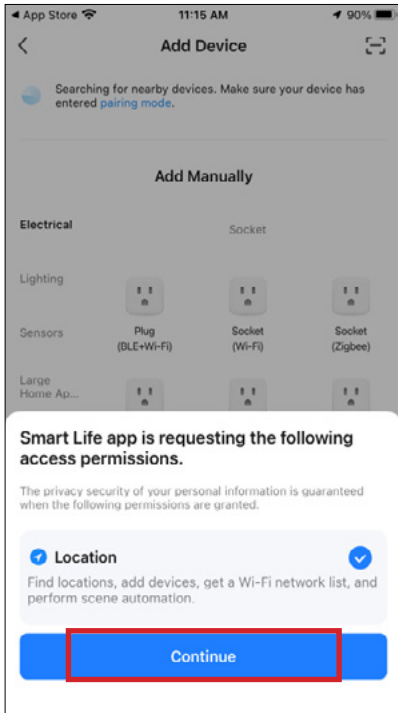 App Store 11:15 AM 90%
Add Device
Searching for nearby devices. Make sure your device has
entered pairing mode.
Add Manually
Electrical
Socket
Lighting
Sensors
Plug
(BLE+Wi-Fi)
Socket
(Wi-Fi)
Socket
(Zigbee)
Large
Home Ap...
Smart Life app is requesting the following
access permissions.
The privacy security of your personal information is guaranteed
when the following permissions are granted.
Location
Find locations, add devices, get a Wi-Fi network list, and
perform scene automation.
Continue